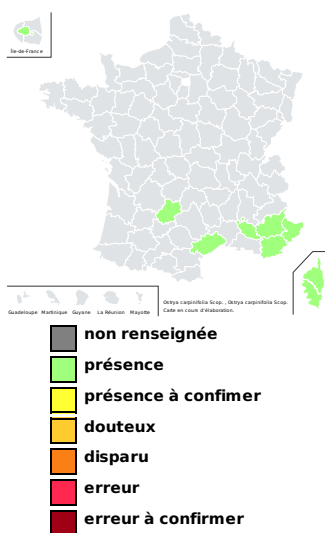 Île-de-France
Guadeloupe Martinique Guyane La Réunion Mayotte
Ostrya carpinifolia Scop. , Ostrya carpinifolia Scop.
Carte en cours d'élaboration.
non renseignée
présence
présence à confimer
douteux
disparu
erreur
erreur à confirmer